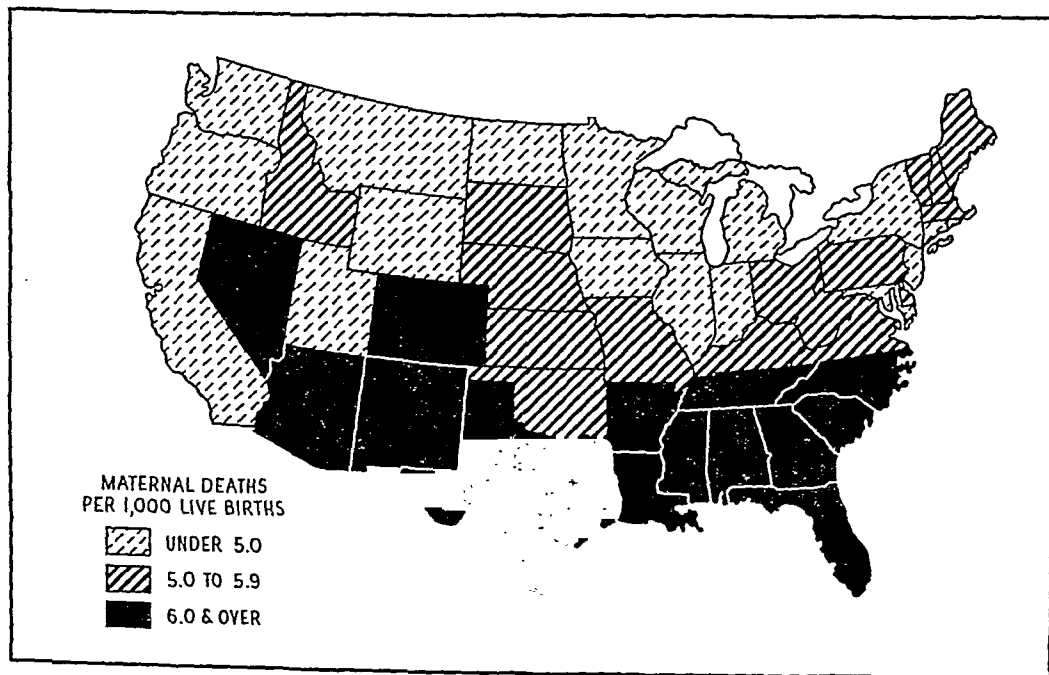 MATERNAL DEATHS
PER 1,000 LIVE BIRTHS
UNDER 5.0
5.0 TO 5.9
6.0 & OVER